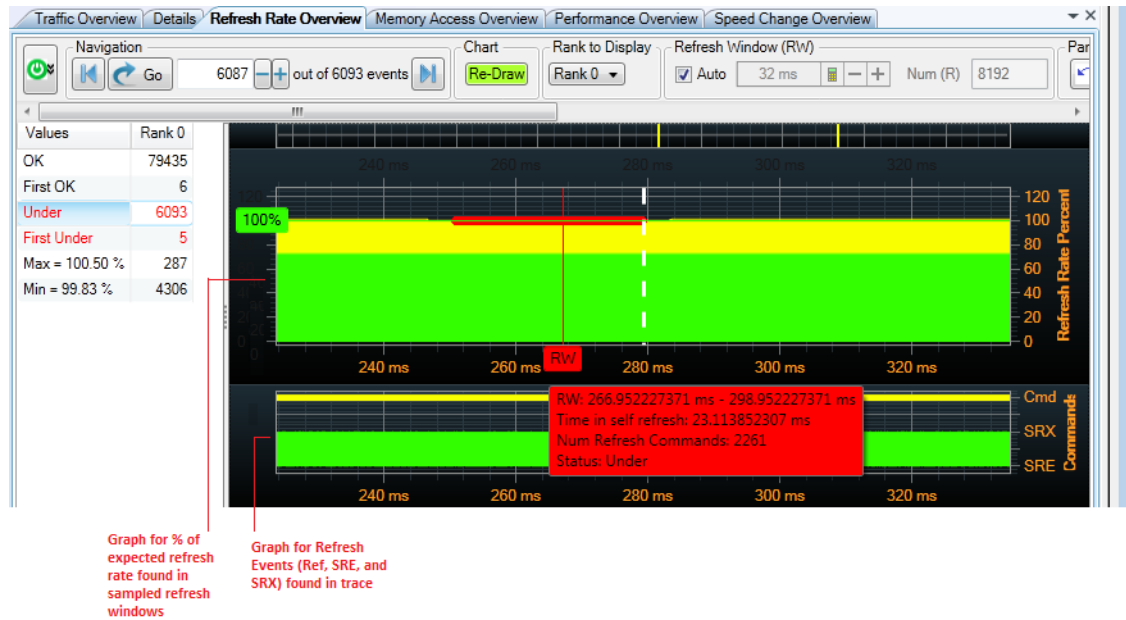 Traffic Overview Details Refresh Rate Overview Memory Access Overview Performance Overview Speed Change Overview
Navigation Chart Rank to Display Refresh Window (RW) Par
Go 6087 out of 6093 events Re-Draw Rank 0 Auto 32 ms Num (R) 8192
Values Rank 0
OK 79435
First OK 6
Under 6093
First Under 5
Max = 100.50 % 287
Min = 99.83 % 4306
240 ms 260 ms 280 ms 300 ms 320 ms
100%
120
100
80
60
40
20
0
Refresh Rate Percent
RW
240 ms 260 ms 280 ms 300 ms 320 ms
RW: 266.952227371 ms - 298.952227371 ms
Time in self refresh: 23.113852307 ms
Num Refresh Commands: 2261
Status: Under
Cmd
SRX
SRE
Commands
240 ms 260 ms 280 ms 300 ms 320 ms
Graph for % of
expected refresh
rate found in
sampled refresh
windows
Graph for Refresh
Events (Ref, SRE, and
SRX) found in trace